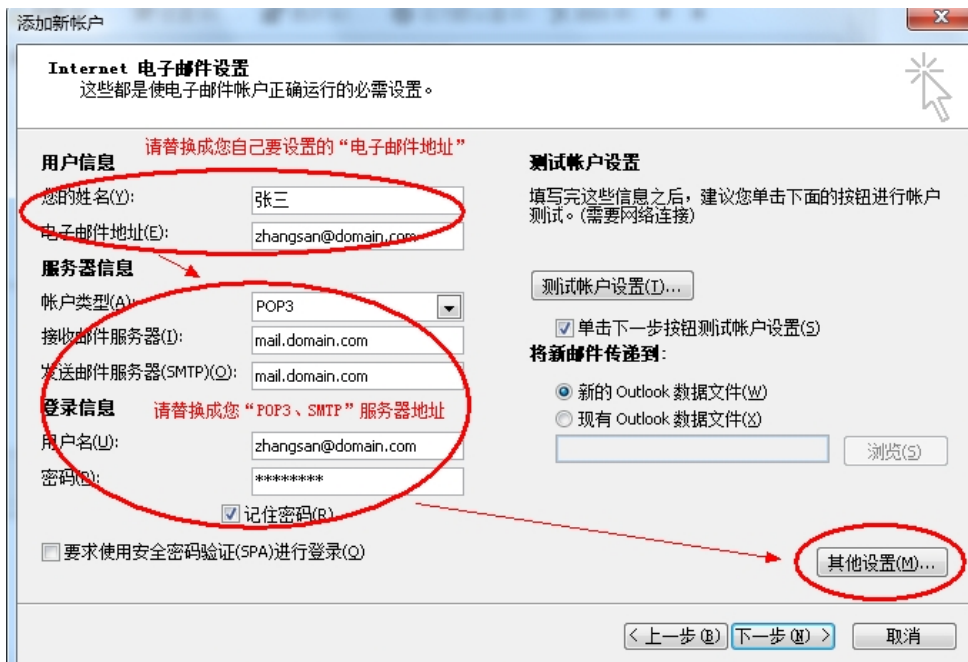 添加新帐户
Internet 电子邮件设置
这些都是使电子邮件帐户正确运行的必需设置。
请替换成您自己要设置的“电子邮件地址”
用户信息
您的姓名(Y):
张三
电子邮件地址(E):
zhangsan@domain.com
服务器信息
帐户类型(A):
POP3
接收邮件服务器(I):
mail.domain.com
发送邮件服务器(SMTP)(O):
mail.domain.com
登录信息
请替换成您“POP3、SMTP”服务器地址
用户名(U):
zhangsan@domain.com
密码(P):
********
记住密码(R)
要求使用安全密码验证(SPA)进行登录(Q)
测试帐户设置
填写完这些信息之后，建议您单击下面的按钮进行帐户
测试。(需要网络连接)
测试帐户设置(T)...
单击下一步按钮测试帐户设置(S)
将新邮件传递到:
新的 Outlook 数据文件(W)
现有 Outlook 数据文件(X)
浏览(S)
其他设置(M)...
< 上一步(B)
下一步(N) >
取消